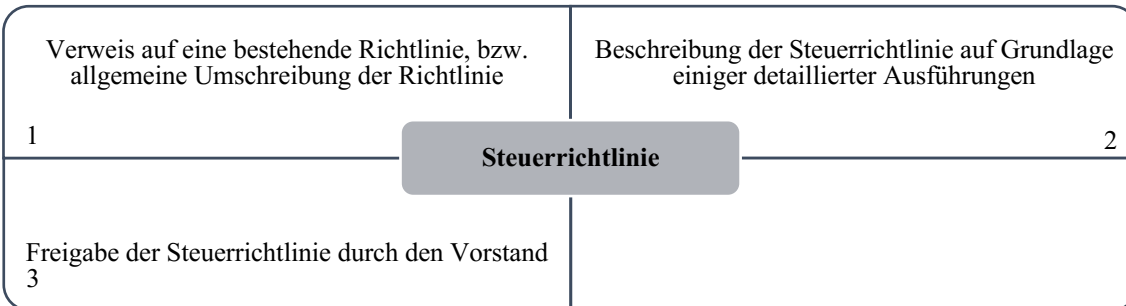 Verweis auf eine bestehende Richtlinie, bzw.
allgemeine Umschreibung der Richtlinie
1
Beschreibung der Steuerrichtlinie auf Grundlage
einiger detaillierter Ausführungen
2
Steuerrichtlinie
Freigabe der Steuerrichtlinie durch den Vorstand
3